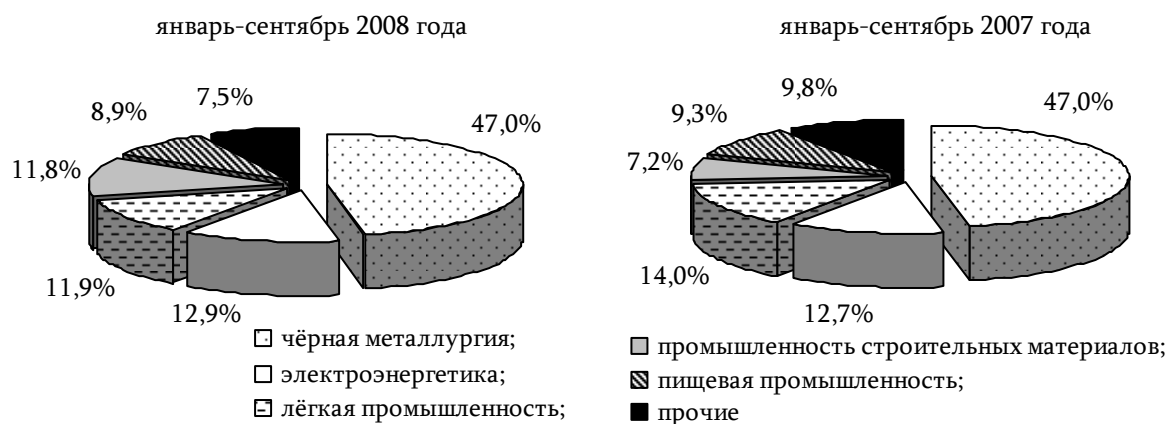 январь-сентябрь 2008 года
7,5%
8,9%
47,0%
11,8%
11,9%
12,9%
январь-сентябрь 2007 года
9,8%
9,3%
47,0%
7,2%
14,0%
12,7%
чёрная металлургия;
электроэнергетика;
лёгкая промышленность;
промышленность строительных материалов;
пищевая промышленность;
прочие